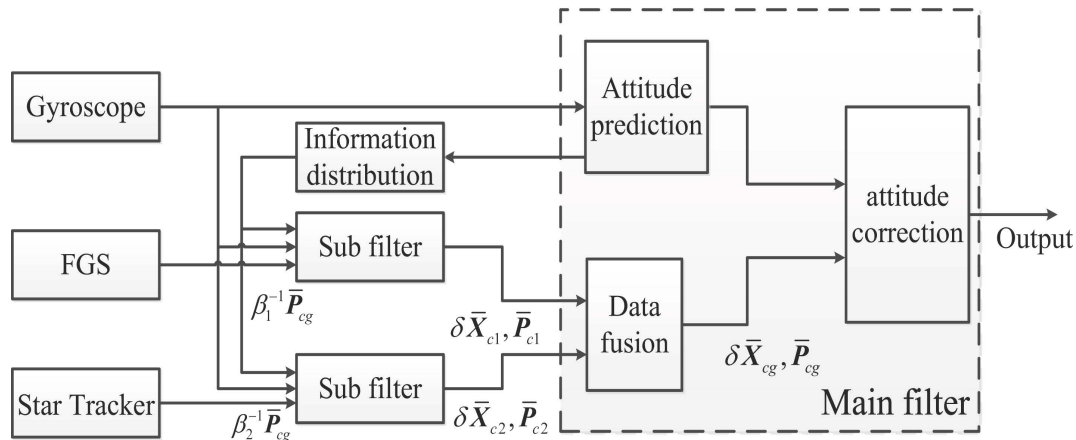 Gyroscope
Attitude
prediction
Information
distribution
attitude
correction
Output
FGS
Sub filter
β₁⁻¹P̅cg
δX̅c1,P̅c1
Data
fusion
δX̅cg,P̅cg
Star Tracker
Sub filter
β₂⁻¹P̅cg
δX̅c2,P̅c2
Main filter